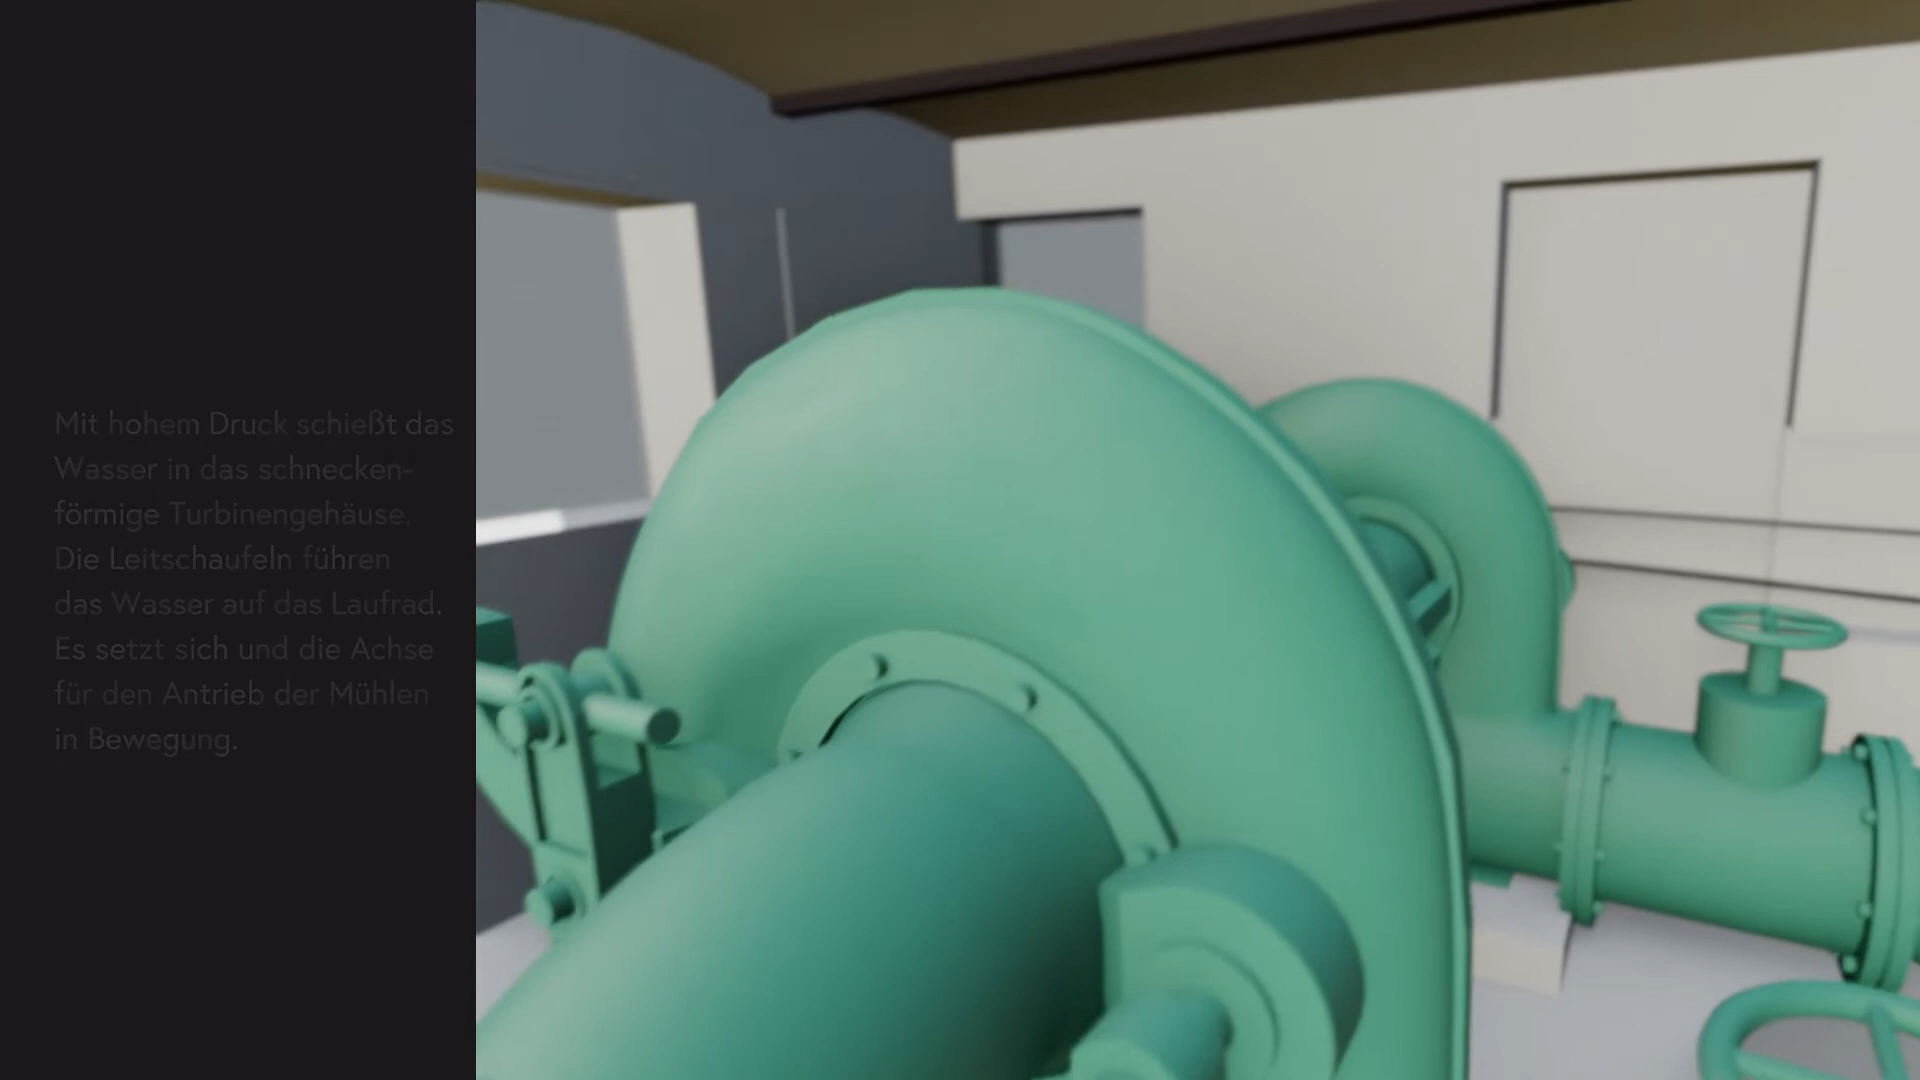 Mit hohem Druck schießt das
Wasser in das schnecken-
förmige Turbinengehäuse.
Die Leitschaufeln führen
das Wasser auf das Laufrad.
Es setzt sich und die Achse
für den Antrieb der Mühlen
in Bewegung.